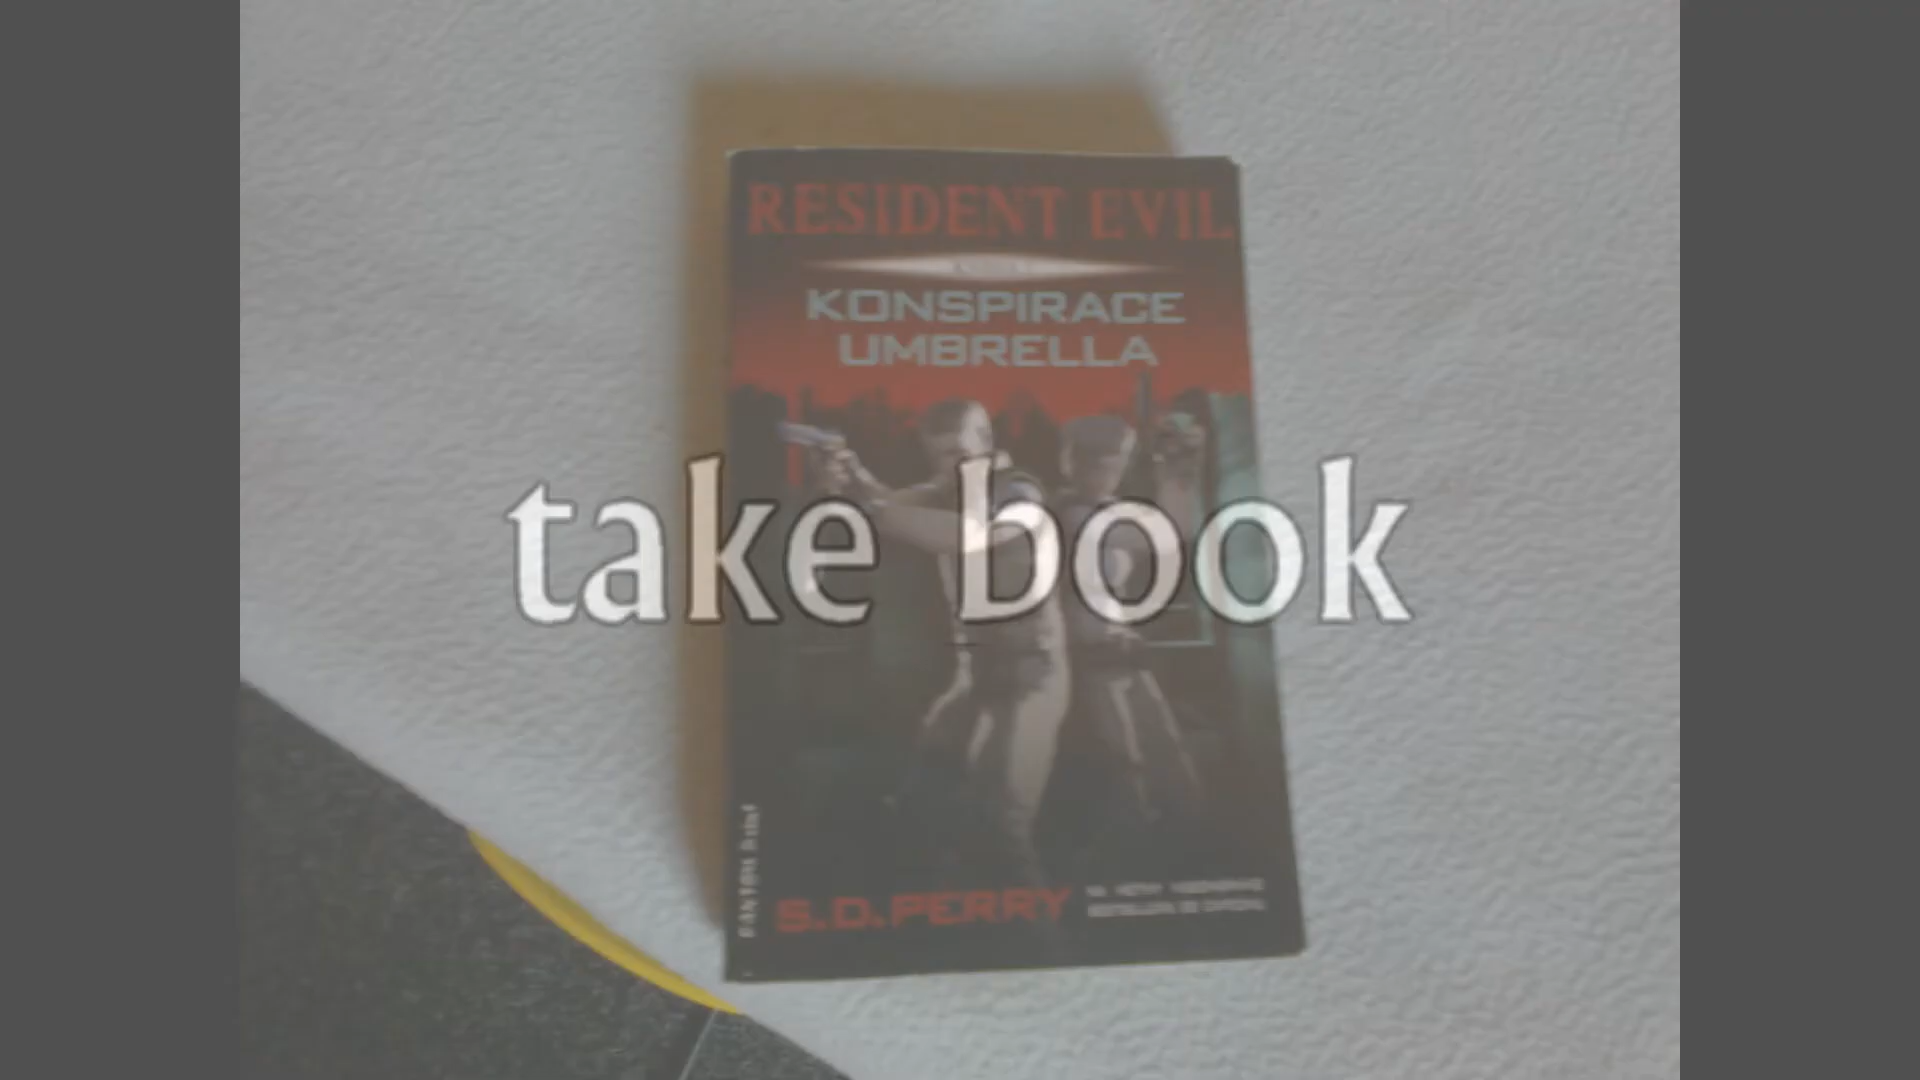 RESIDENT EVIL
KONSPIRACE
UMBRELLA
take book
S.D. PERRY